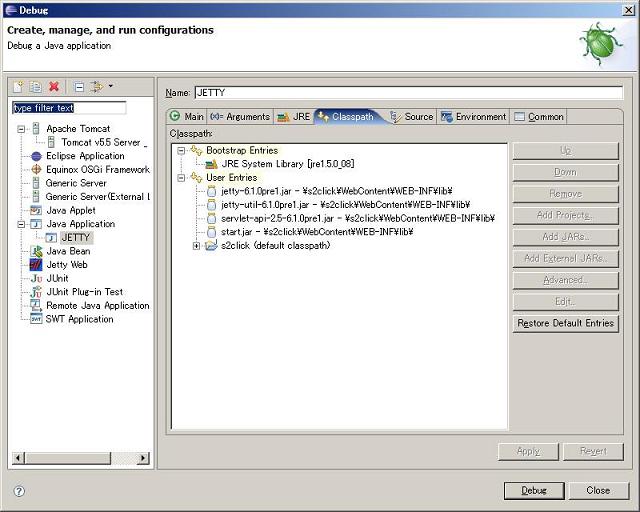 Debug
Create, manage, and run configurations
Debug a Java application
type filter text
Apache Tomcat
Tomcat v5.5 Server _
Eclipse Application
Equinox OSGi Framework
Generic Server
Generic Server(External L
Java Applet
Java Application
JETTY
Java Bean
Jetty Web
JUnit
JUnit Plug-in Test
Remote Java Application
SWT Application
Name: JETTY
Main
Arguments
JRE
Classpath
Source
Environment
Common
Classpath:
Bootstrap Entries
JRE System Library [jre1.5.0_08]
User Entries
jetty-6.1.0pre1.jar - ¥s2click¥WebContent¥WEB-INF¥lib¥
jetty-util-6.1.0pre1.jar - ¥s2click¥WebContent¥WEB-INF¥lib¥
servlet-api-2.5-6.1.0pre1.jar - ¥s2click¥WebContent¥WEB-INF¥lib¥
start.jar - ¥s2click¥WebContent¥WEB-INF¥lib¥
s2click (default classpath)
Up
Down
Remove
Add Projects...
Add JARs...
Add External JARs...
Advanced...
Edit...
Restore Default Entries
Apply
Revert
Debug
Close